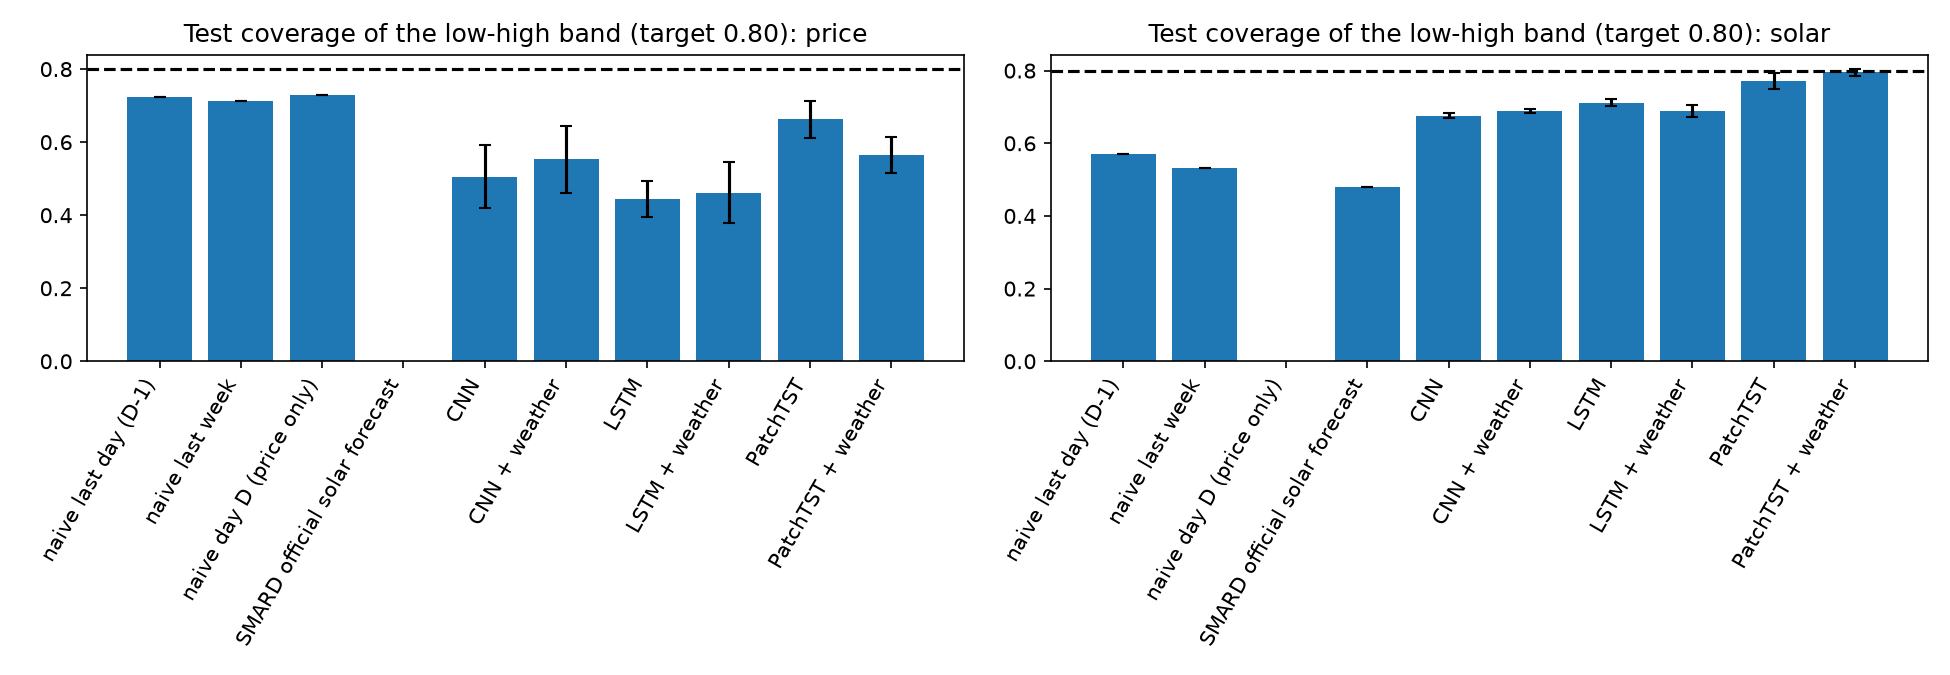 Test coverage of the low-high band (target 0.80): price
0.8
0.6
0.4
0.2
0.0
naive last day (D-1)
naive last week
naive day D (price only)
SMARD official solar forecast
CNN
CNN + weather
LSTM
LSTM + weather
PatchTST
PatchTST + weather
Test coverage of the low-high band (target 0.80): solar
0.8
0.6
0.4
0.2
0.0
naive last day (D-1)
naive last week
naive day D (price only)
SMARD official solar forecast
CNN
CNN + weather
LSTM
LSTM + weather
PatchTST
PatchTST + weather